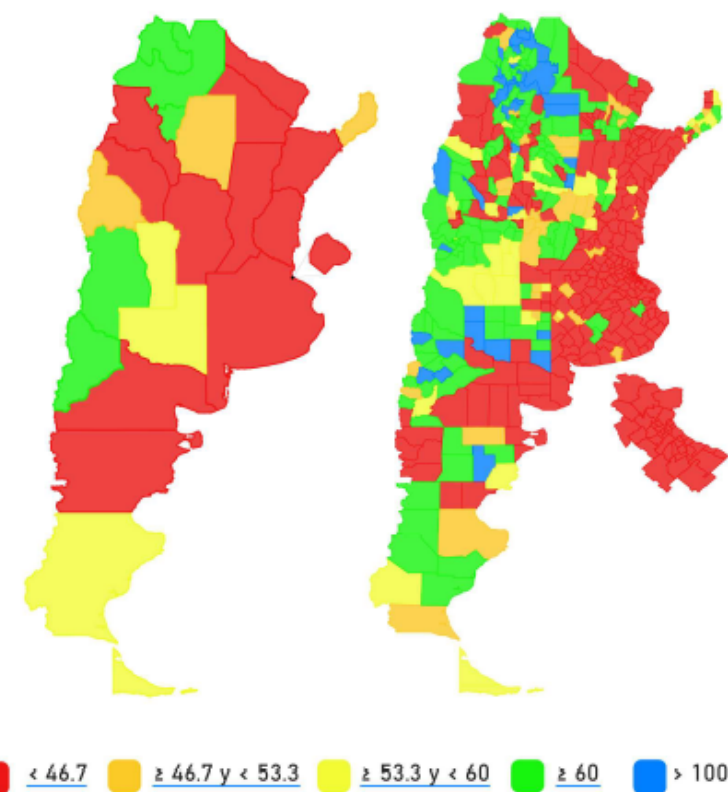 < 46.7 ≥ 46.7 y < 53.3 ≥ 53.3 y < 60 ≥ 60 > 100